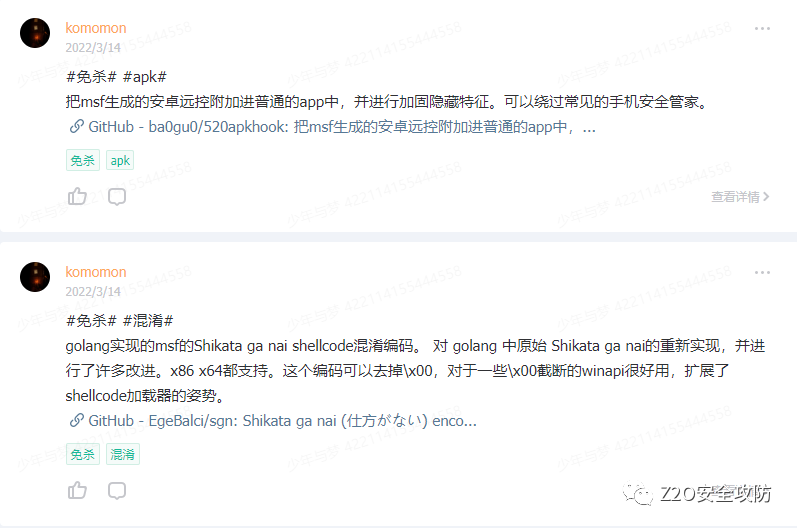 komomon
2022/3/14
#免杀# #apk#
把msf生成的安卓远控附加进普通的app中，并进行加固隐藏特征。可以绕过常见的手机安全管家。
GitHub - ba0gu0/520apkhook: 把msf生成的安卓远控附加进普通的app中，...
免杀 apk
查看详情
komomon
2022/3/14
#免杀# #混淆#
golang实现的msf的Shikata ga nai shellcode混淆编码。 对 golang 中原始 Shikata ga nai的重新实现，并进
行了许多改进。x86 x64都支持。这个编码可以去掉\x00，对于一些\x00截断的winapi很好用，扩展了
shellcode加载器的姿势。
GitHub - EgeBalci/sgn: Shikata ga nai (仕方がない) enco...
免杀 混淆
Z2O安全攻防
少年与梦 422114155444558